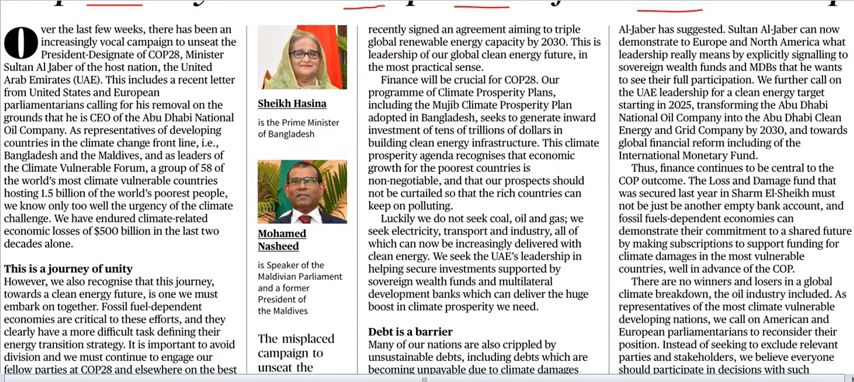 Over the last few weeks, there has been an
increasingly vocal campaign to unseat the
President-Designate of COP28, Minister
Sultan Al Jaber of the host nation, the United
Arab Emirates (UAE). This includes a recent letter
from United States and European
parliamentarians calling for his removal on the
grounds that he is CEO of the Abu Dhabi National
Oil Company. As representatives of developing
countries in the climate change front line, i.e.,
Bangladesh and the Maldives, and as leaders of
the Climate Vulnerable Forum, a group of 58 of
the world's most climate vulnerable countries
hosting 1.5 billion of the world's poorest people,
we know only too well the urgency of the climate
challenge. We have endured climate-related
economic losses of $500 billion in the last two
decades alone.
This is a journey of unity
However, we also recognise that this journey,
towards a clean energy future, is one we must
embark on together. Fossil fuel-dependent
economies are critical to these efforts, and they
clearly have a more difficult task defining their
energy transition strategy. It is important to avoid
division and we must continue to engage our
fellow parties at COP28 and elsewhere on the best
Sheikh Hasina
is the Prime Minister
of Bangladesh
Mohamed
Nasheed
is Speaker of the
Maldivian Parliament
and a former
President of
the Maldives
The misplaced
campaign to
unseat the
recently signed an agreement aiming to triple
global renewable energy capacity by 2030. This is
leadership of our global clean energy future, in
the most practical sense.
Finance will be crucial for COP28. Our
programme of Climate Prosperity Plans,
including the Mujib Climate Prosperity Plan
adopted in Bangladesh, seeks to generate inward
investment of tens of trillions of dollars in
building clean energy infrastructure. This climate
prosperity agenda recognises that economic
growth for the poorest countries is
non-negotiable, and that our prospects should
not be curtailed so that the rich countries can
keep on polluting.
Luckily we do not seek coal, oil and gas; we
seek electricity, transport and industry, all of
which can now be increasingly delivered with
clean energy. We seek the UAE's leadership in
helping secure investments supported by
sovereign wealth funds and multilateral
development banks which can deliver the huge
boost in climate prosperity we need.
Debt is a barrier
Many of our nations are also crippled by
unsustainable debts, including debts which are
becoming unpayable due to climate damages
Al-Jaber has suggested. Sultan Al-Jaber can now
demonstrate to Europe and North America what
leadership really means by explicitly signalling to
sovereign wealth funds and MDBs that he wants
to see their full participation. We further call on
the UAE leadership for a clean energy target
starting in 2025, transforming the Abu Dhabi
National Oil Company into the Abu Dhabi Clean
Energy and Grid Company by 2030, and towards
global financial reform including of the
International Monetary Fund.
Thus, finance continues to be central to the
COP outcome. The Loss and Damage fund that
was secured last year in Sharm El-Sheikh must
not be just be another empty bank account, and
fossil fuels-dependent economies can
demonstrate their commitment to a shared future
by making subscriptions to support funding for
climate damages in the most vulnerable
countries, well in advance of the COP.
There are no winners and losers in a global
climate breakdown, the oil industry included. As
representatives of the most climate vulnerable
developing nations, we call on American and
European parliamentarians to reconsider their
position. Instead of seeking to exclude relevant
parties and stakeholders, we believe everyone
should participate in decisions with such